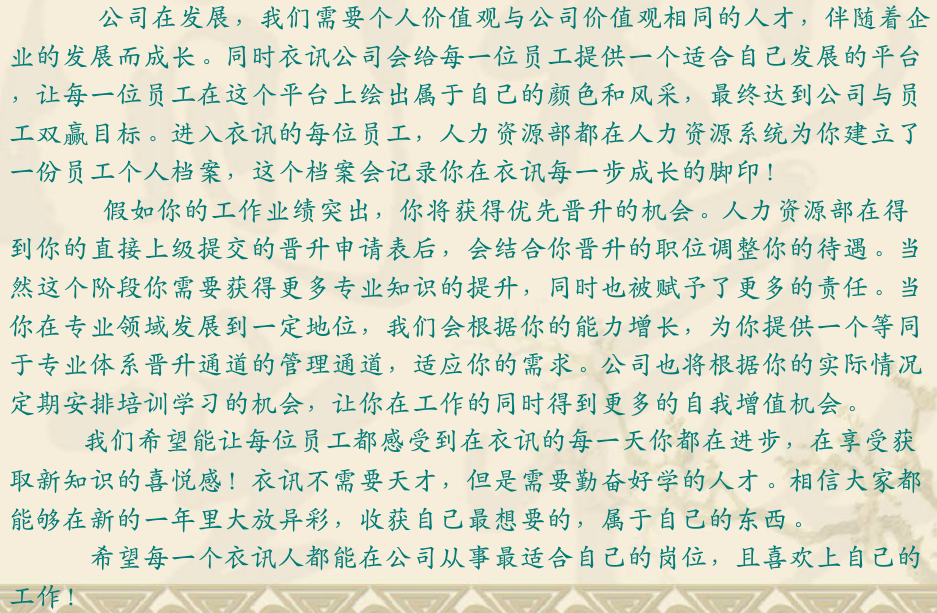 公司在发展，我们需要个人价值观与公司价值观相同的人才，伴随着企
业的发展而成长。同时衣讯公司会给每一位员工提供一个适合自己发展的平台
，让每一位员工在这个平台上绘出属于自己的颜色和风采，最终达到公司与员
工双赢目标。进入衣讯的每位员工，人力资源部都在人力资源系统为你建立了
一份员工个人档案，这个档案会记录你在衣讯每一步成长的脚印！
假如你的工作业绩突出，你将获得优先晋升的机会。人力资源部在得
到你的直接上级提交的晋升申请表后，会结合你晋升的职位调整你的待遇。当
然这个阶段你需要获得更多专业知识的提升，同时也被赋予了更多的责任。当
你在专业领域发展到一定地位，我们会根据你的能力增长，为你提供一个等同
于专业体系晋升通道的管理通道，适应你的需求。公司也将根据你的实际情况
定期安排培训学习的机会，让你在工作的同时得到更多的自我增值机会。
我们希望能让每位员工都感受到在衣讯的每一天你都在进步，在享受获
取新知识的喜悦感！衣讯不需要天才，但是需要勤奋好学的人才。相信大家都
能够在新的一年里大放异彩，收获自己最想要的，属于自己的东西。
希望每一个衣讯人都能在公司从事最适合自己的岗位，且喜欢上自己的
工作！